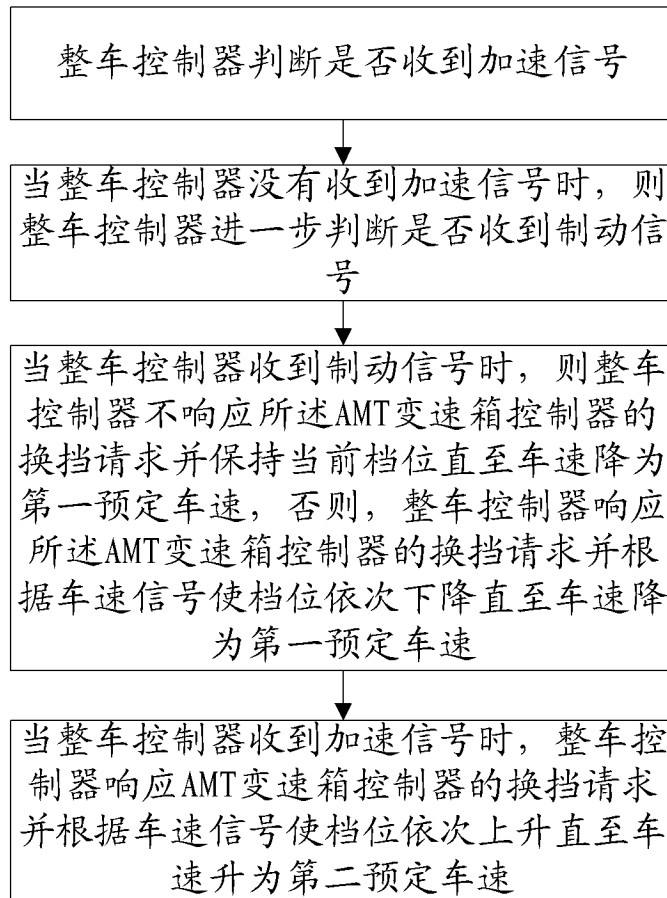 整车控制器判断是否收到加速信号
当整车控制器没有收到加速信号时，则
整车控制器进一步判断是否收到制动信
号
当整车控制器收到制动信号时，则整车
控制器不响应所述AMT变速箱控制器的
换挡请求并保持当前档位直至车速降为
第一预定车速，否则，整车控制器响应
所述AMT变速箱控制器的换挡请求并根
据车速信号使档位依次下降直至车速降
为第一预定车速
当整车控制器收到加速信号时，整车控
制器响应AMT变速箱控制器的换挡请求
并根据车速信号使档位依次上升直至车
速升为第二预定车速